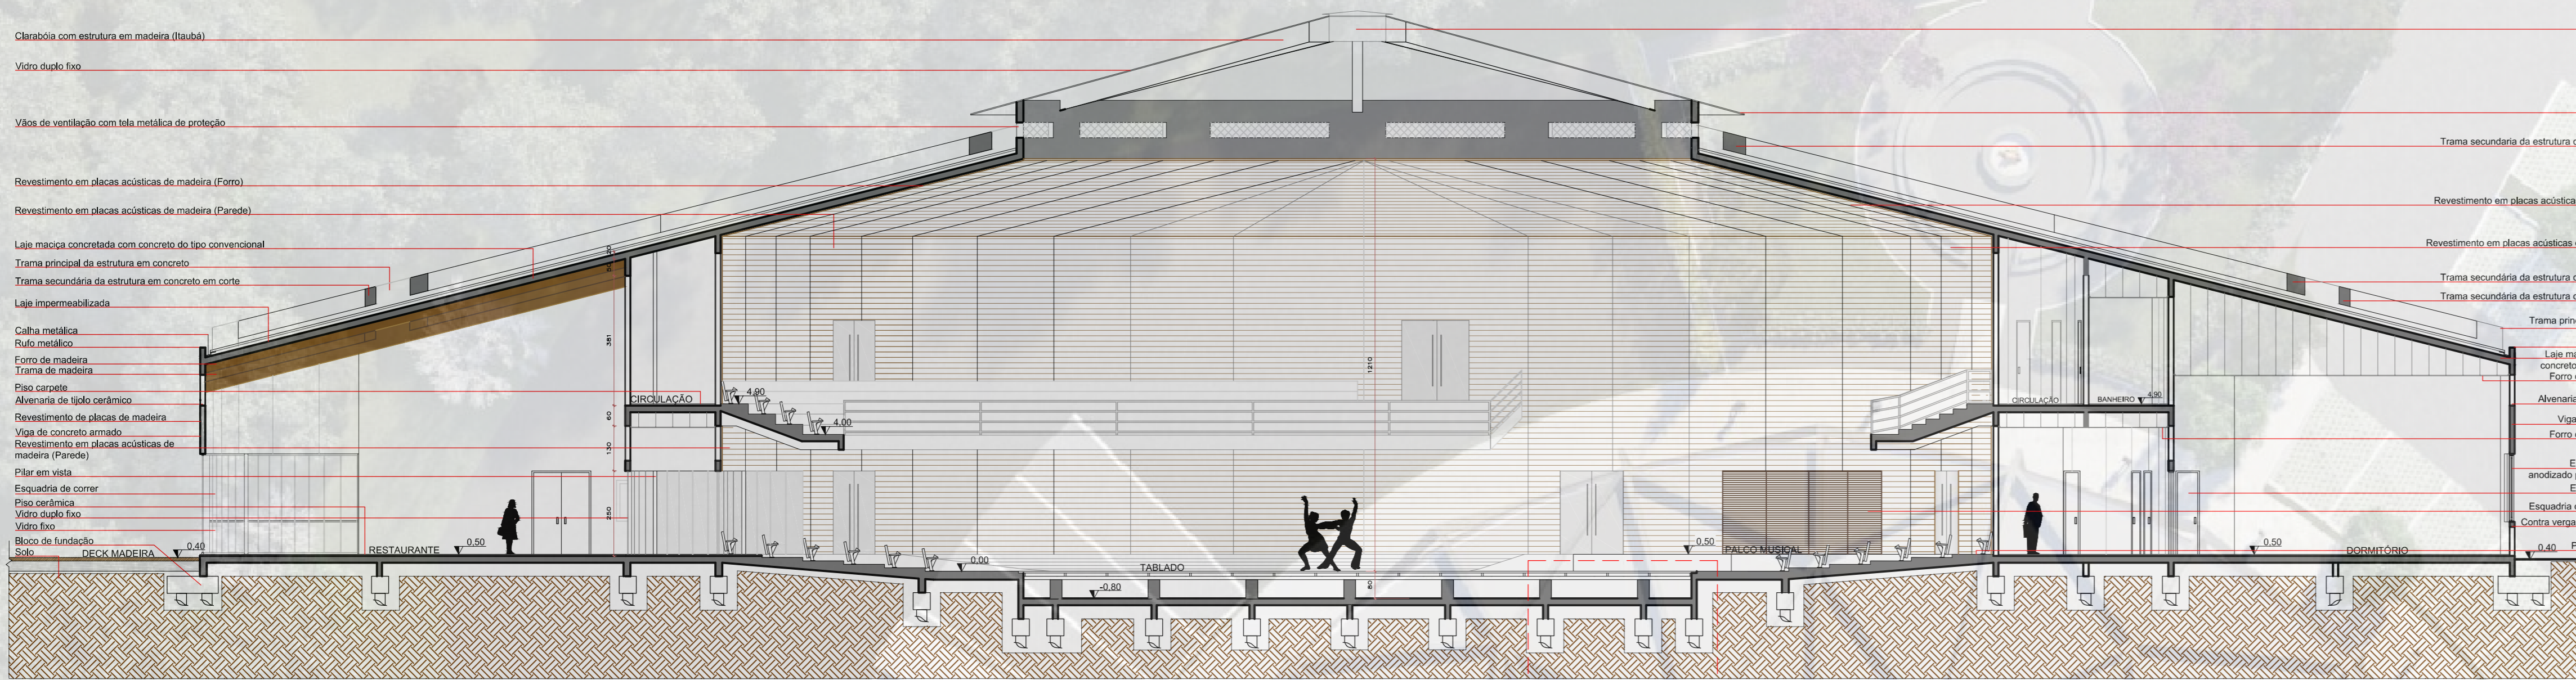 Clarabóia com estrutura em madeira (Itaubá)
Vidro duplo fixo
Vãos de ventilação com tela metálica de proteção
Revestimento em placas acústicas de madeira (Forro)
Revestimento em placas acústicas de madeira (Parede)
Laje maciça concretada com concreto do tipo convencional
Trama principal da estrutura em concreto
Trama secundária da estrutura em concreto em corte
Laje impermeabilizada
Calha metálica
Rufo metálico
Forro de madeira
Trama de madeira
Piso carpete
Alvenaria de tijolo cerâmico
Revestimento de placas de madeira
Viga de concreto armado
Revestimento em placas acústicas de
madeira (Parede)
Pilar em vista
Esquadria de correr
Piso cerâmica
Vidro duplo fixo
Vidro fixo
Bloco de fundação
Solo
DECK MADEIRA
0,40
RESTAURANTE
0,50
20
50
381
60
130
250
CIRCULAÇÃO
4,90
4,00
0,00
TABLADO
-0,80
1210
80
0,50
PALCO MUSICAL
CIRCULAÇÃO
BANHEIRO
4,90
0,50
DORMITÓRIO
0,40
Trama secundaria da estrutura
Revestimento em placas acústica
Revestimento em placas acústicas
Trama secundária da estrutura
Trama secundária da estrutura
Trama prin
Laje ma
concreto
Forro
Alvenaria
Viga
Forro
E
anodizado
E
Esquadria
Contra verga
P